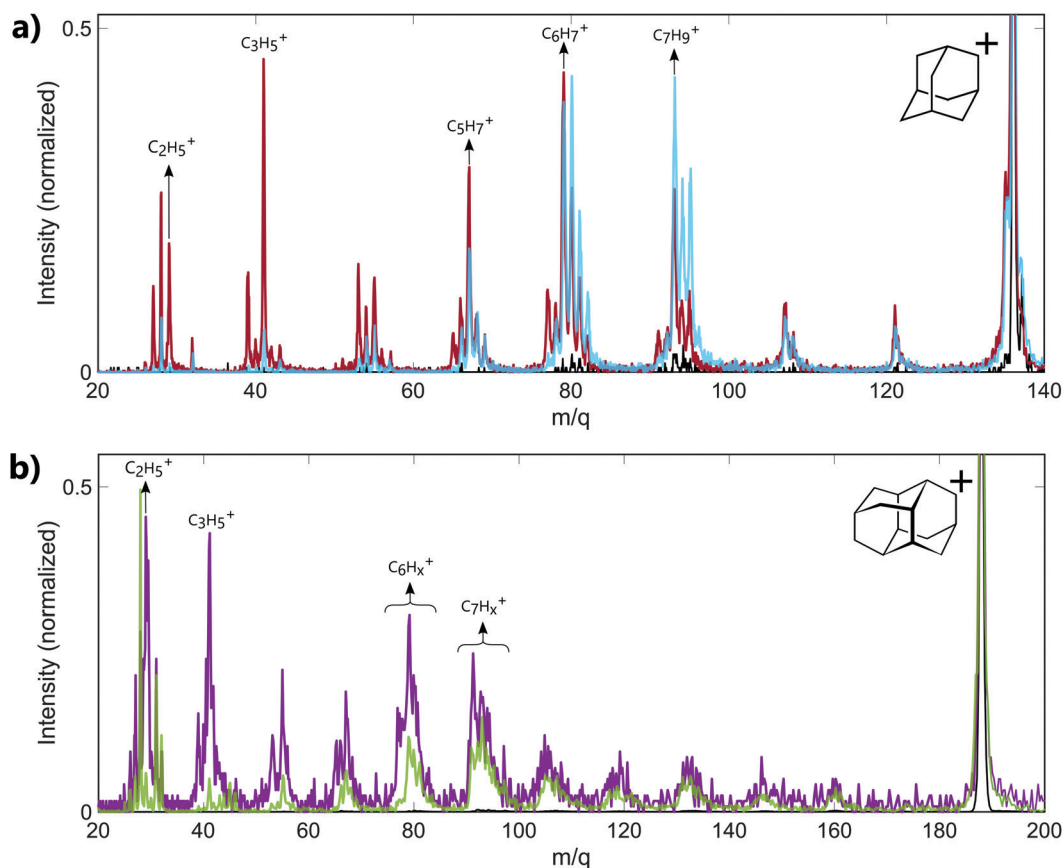 a)
0.5
0
Intensity (normalized)
C₂H₅⁺
C₃H₅⁺
C₅H₇⁺
C₆H₇⁺
C₇H₉⁺
+
20 40 60 80 100 120 140
m/q
b)
0.5
0
Intensity (normalized)
C₂H₅⁺
C₃H₅⁺
C₆Hₓ⁺
C₇Hₓ⁺
+
20 40 60 80 100 120 140 160 180 200
m/q